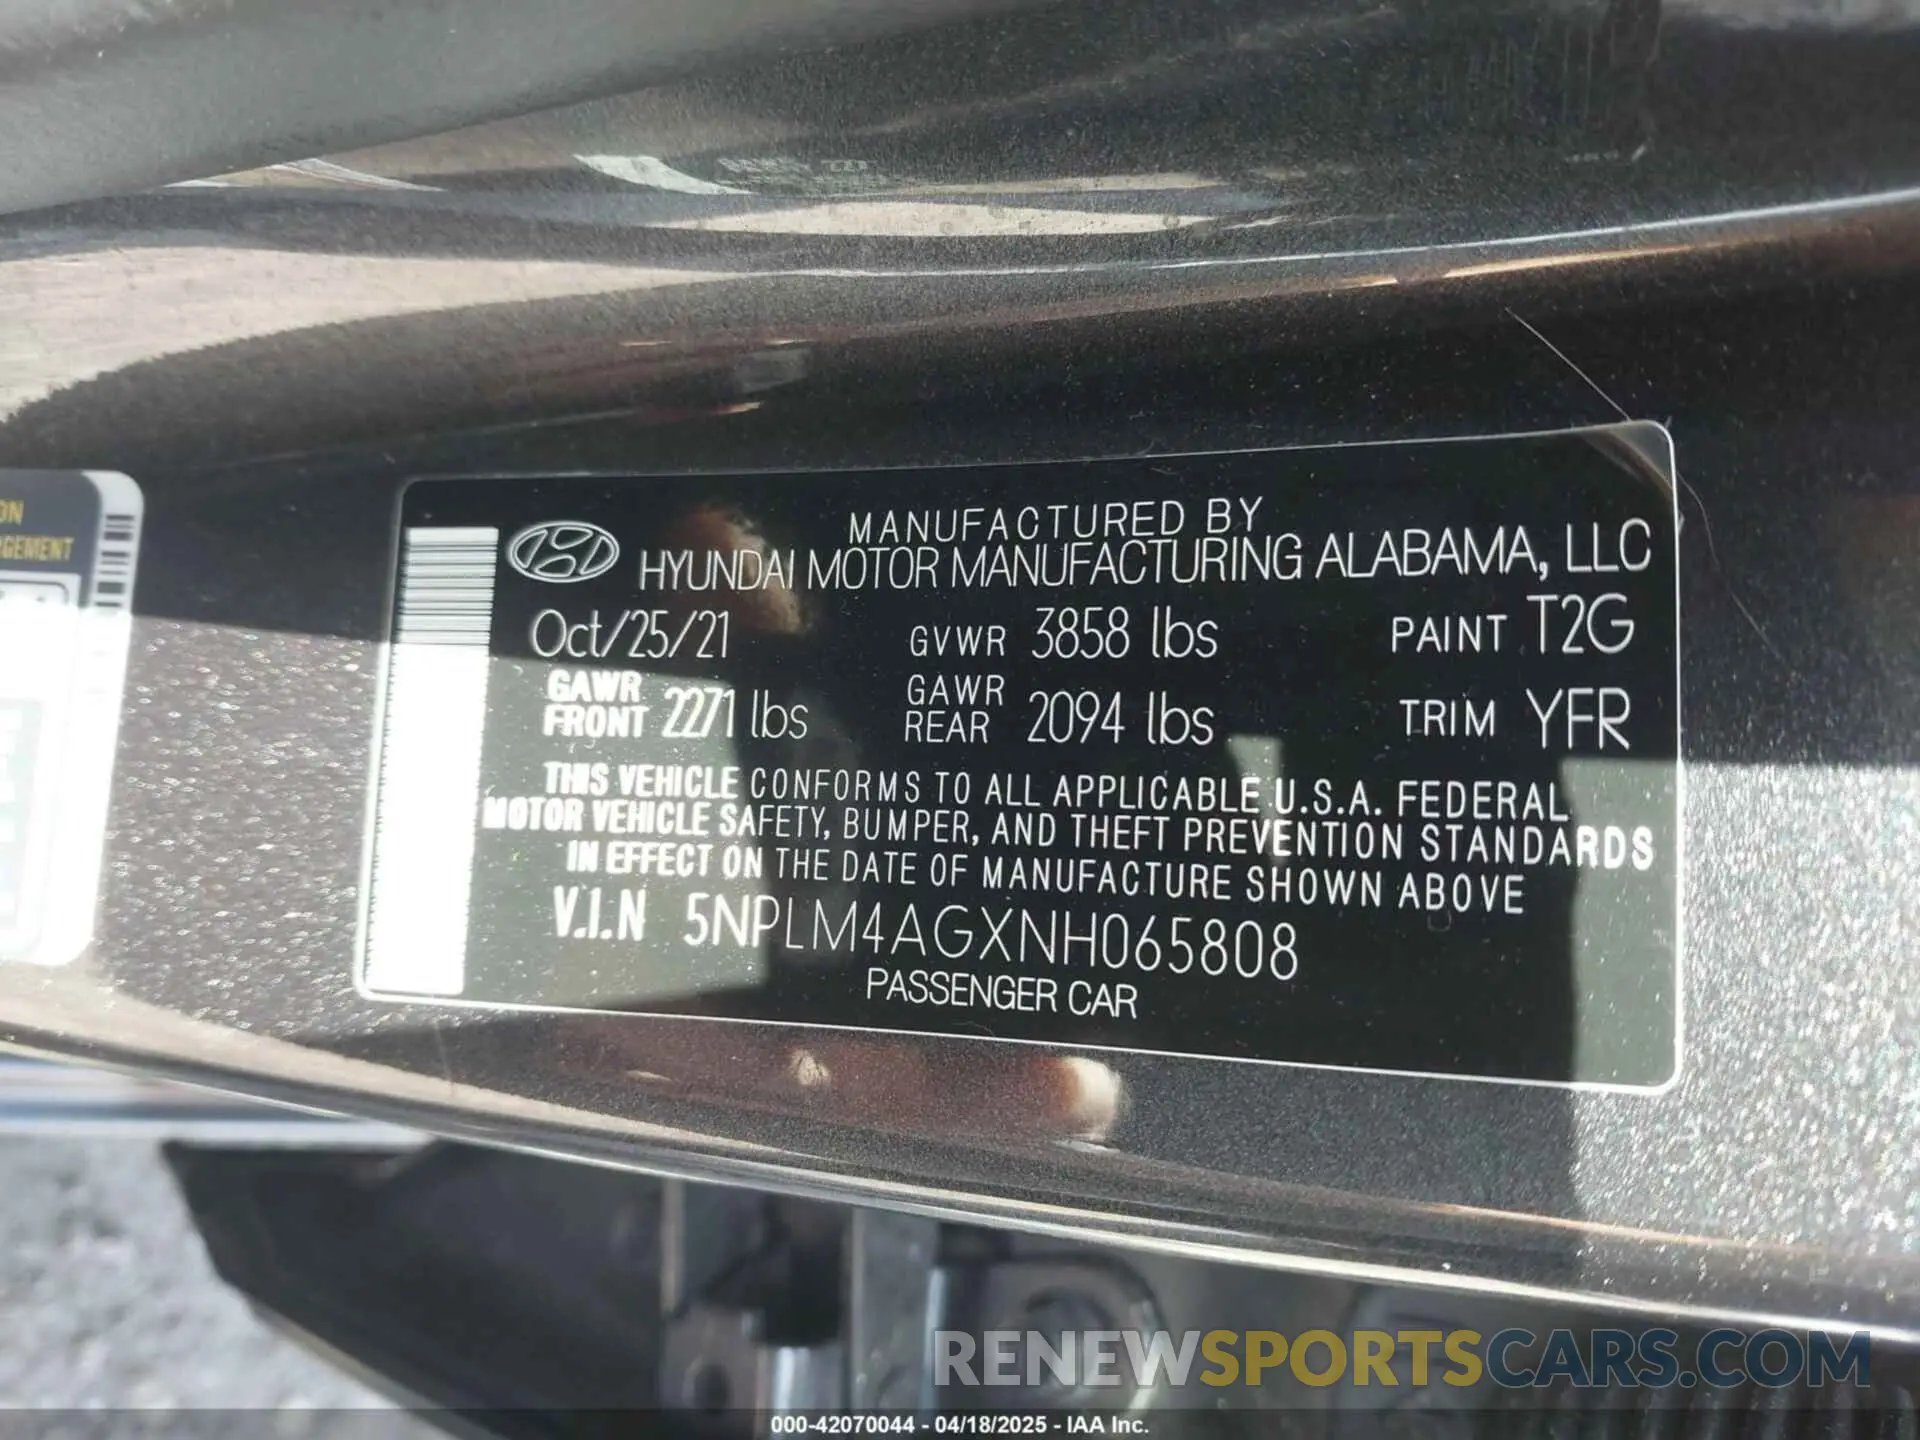 ON
GEMENT
MANUFACTURED BY
HYUNDAI MOTOR MANUFACTURING ALABAMA, LLC
Oct/25/21 GVWR 3858 lbs PAINT T2G
GAWR FRONT 2271 lbs GAWR REAR 2094 lbs TRIM YFR
THIS VEHICLE CONFORMS TO ALL APPLICABLE U.S.A. FEDERAL
MOTOR VEHICLE SAFETY, BUMPER, AND THEFT PREVENTION STANDARDS
IN EFFECT ON THE DATE OF MANUFACTURE SHOWN ABOVE
V.I.N 5NPLM4AGXNH065808
PASSENGER CAR
RENEWSPORTSCARS.COM
000-42070044 - 04/18/2025 - IAA Inc.